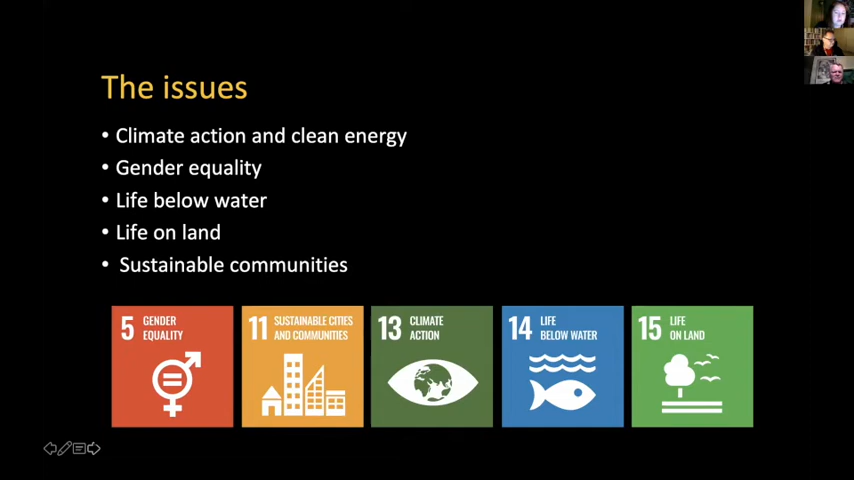 The issues
• Climate action and clean energy
• Gender equality
• Life below water
• Life on land
• Sustainable communities
5 GENDER
EQUALITY
11 SUSTAINABLE CITIES
AND COMMUNITIES
13 CLIMATE
ACTION
14 LIFE
BELOW WATER
15 LIFE
ON LAND